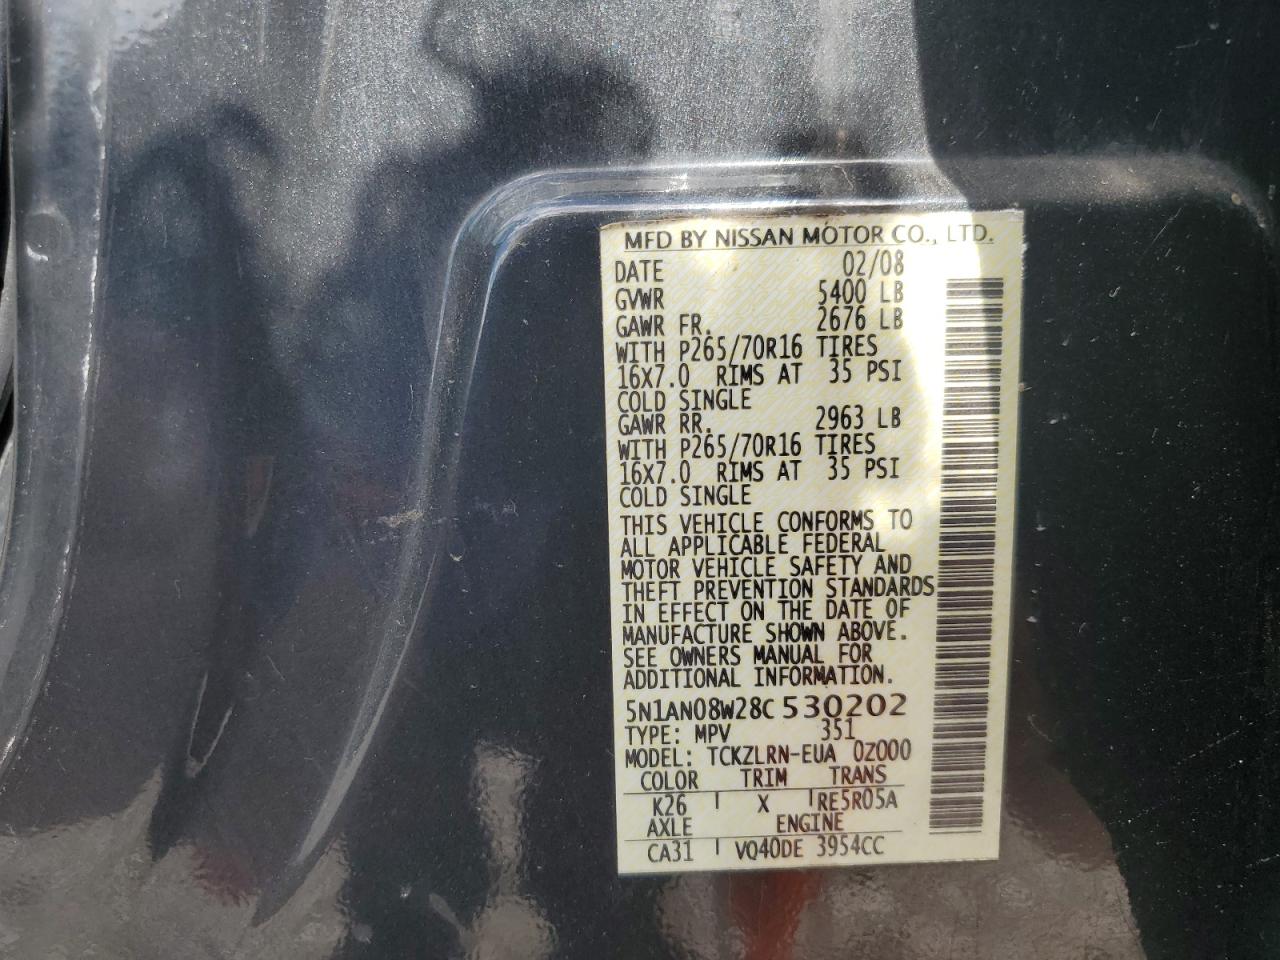 MFD BY NISSAN MOTOR CO., LTD.
DATE 02/08
GVWR 5400 LB
GAWR FR. 2676 LB
WITH P265/70R16 TIRES
16X7.0 RIMS AT 35 PSI
COLD SINGLE
GAWR RR. 2963 LB
WITH P265/70R16 TIRES
16X7.0 RIMS AT 35 PSI
COLD SINGLE
THIS VEHICLE CONFORMS TO
ALL APPLICABLE FEDERAL
MOTOR VEHICLE SAFETY AND
THEFT PREVENTION STANDARDS
IN EFFECT ON THE DATE OF
MANUFACTURE SHOWN ABOVE.
SEE OWNERS MANUAL FOR
ADDITIONAL INFORMATION.
5N1AN08W28C530202
TYPE: MPV 351
MODEL: TCKZLRN-EUA 0Z000
COLOR TRIM TRANS
K26 X RE5R05A
AXLE ENGINE
CA31 VQ40DE 3954CC